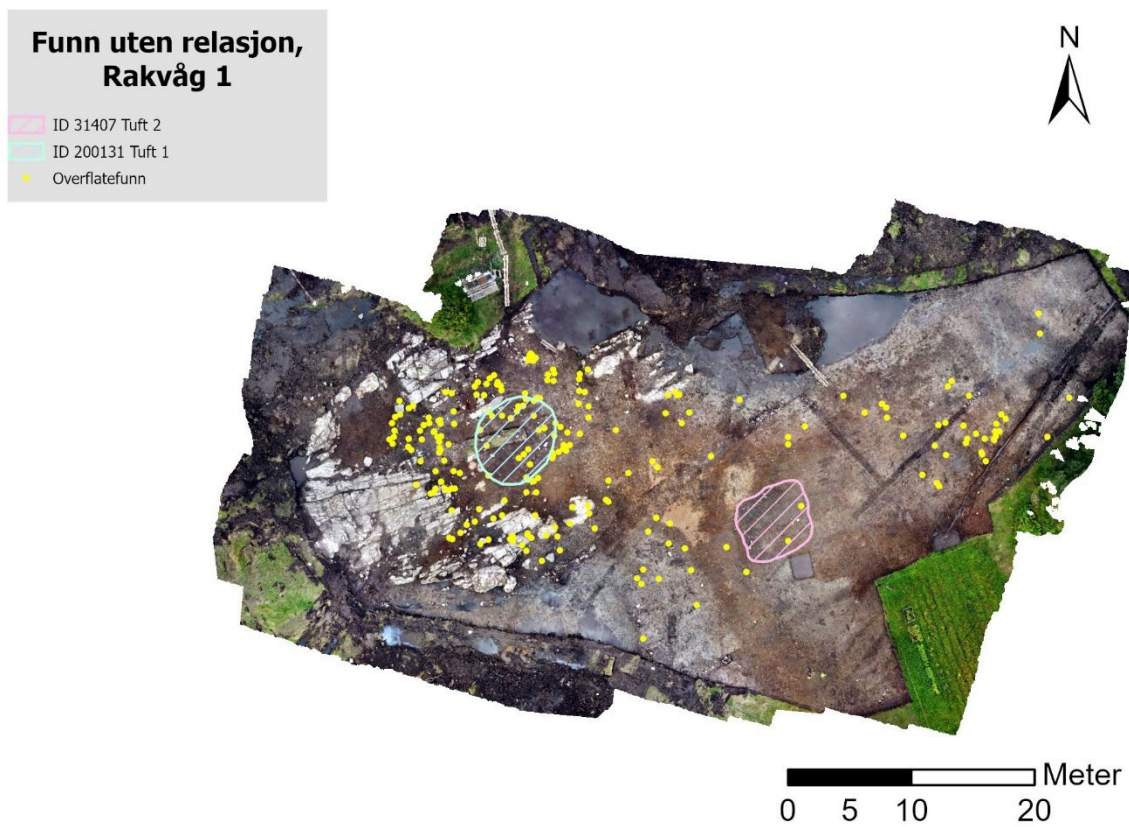 Funn uten relasjon,
Rakvåg 1
ID 31407 Tuft 2
ID 200131 Tuft 1
Overflatefunn
N
Meter
0 5 10 20